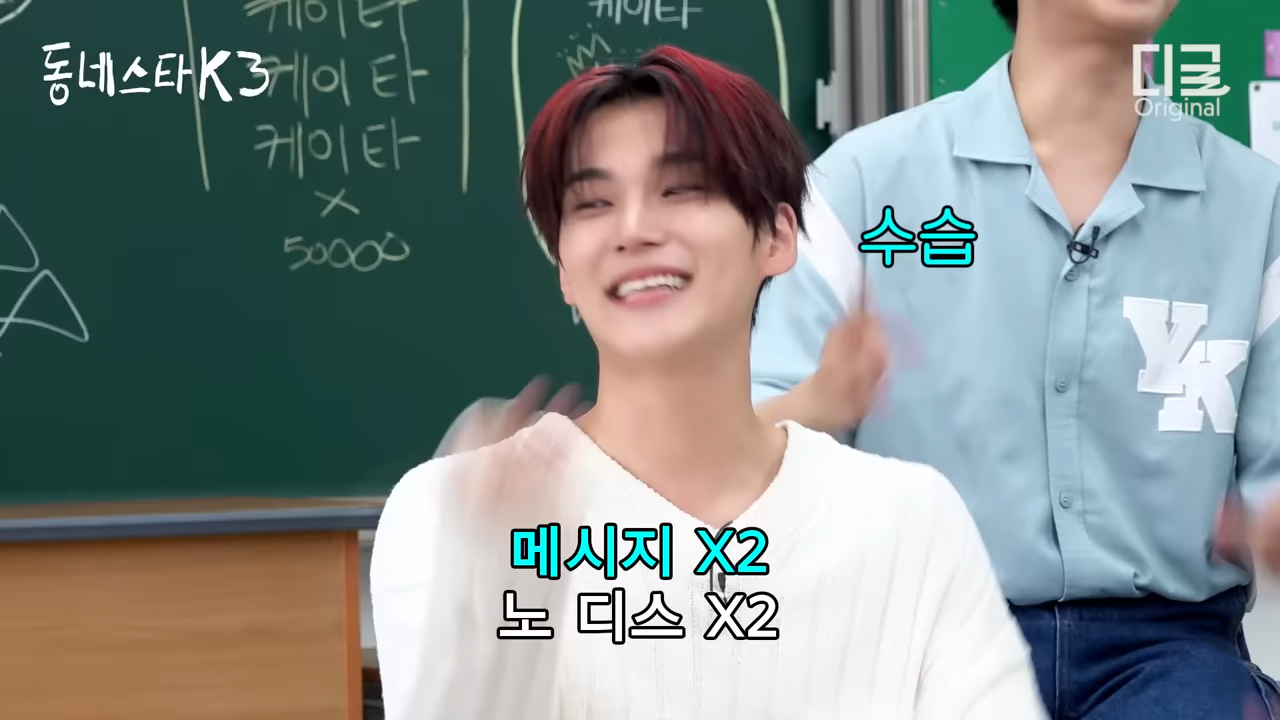 동네스타K3
디글
Original
케이타
케이타
케이타
×
50000
케이타
수습
YK
메시지 X2
노 디스 X2